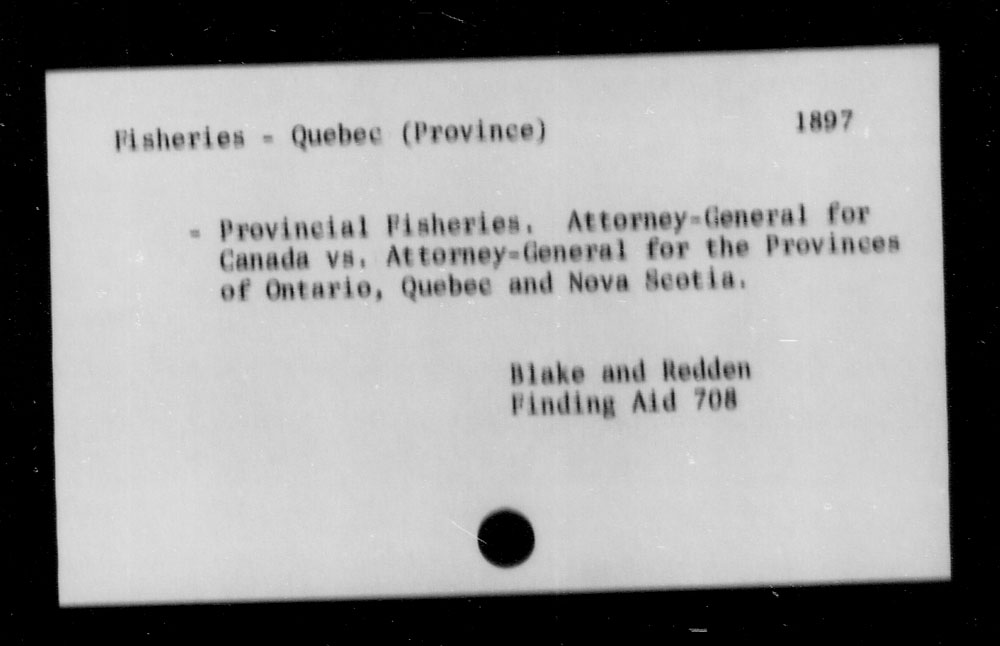 Fisheries - Quebec (Province) 1897
- Provincial Fisheries. Attorney-General for
Canada vs. Attorney-General for the Provinces
of Ontario, Quebec and Nova Scotia.
Blake and Redden
Finding Aid 708